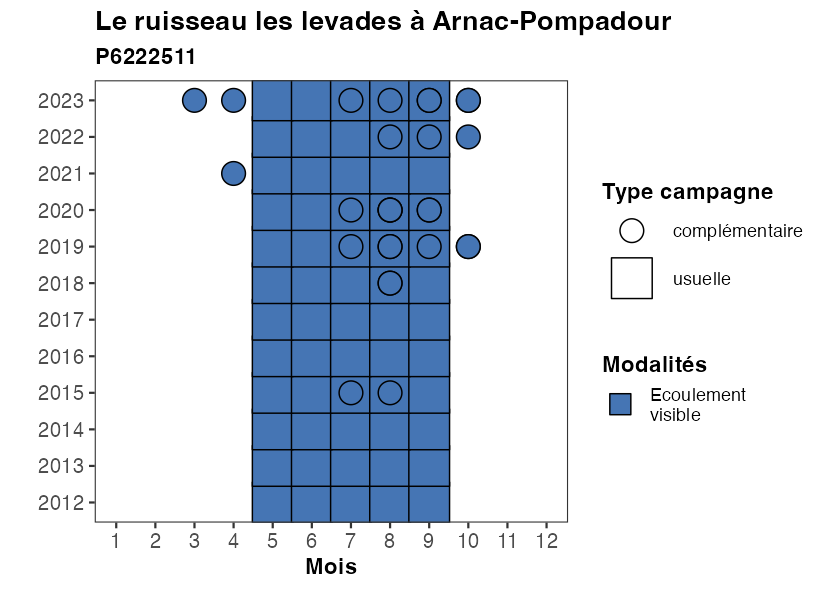 Le ruisseau les levades à Arnac-Pompadour
P6222511
2023
2022
2021
2020
2019
2018
2017
2016
2015
2014
2013
2012
1 2 3 4 5 6 7 8 9 10 11 12
Mois
Type campagne
complémentaire
usuelle
Modalités
Ecoulement
visible